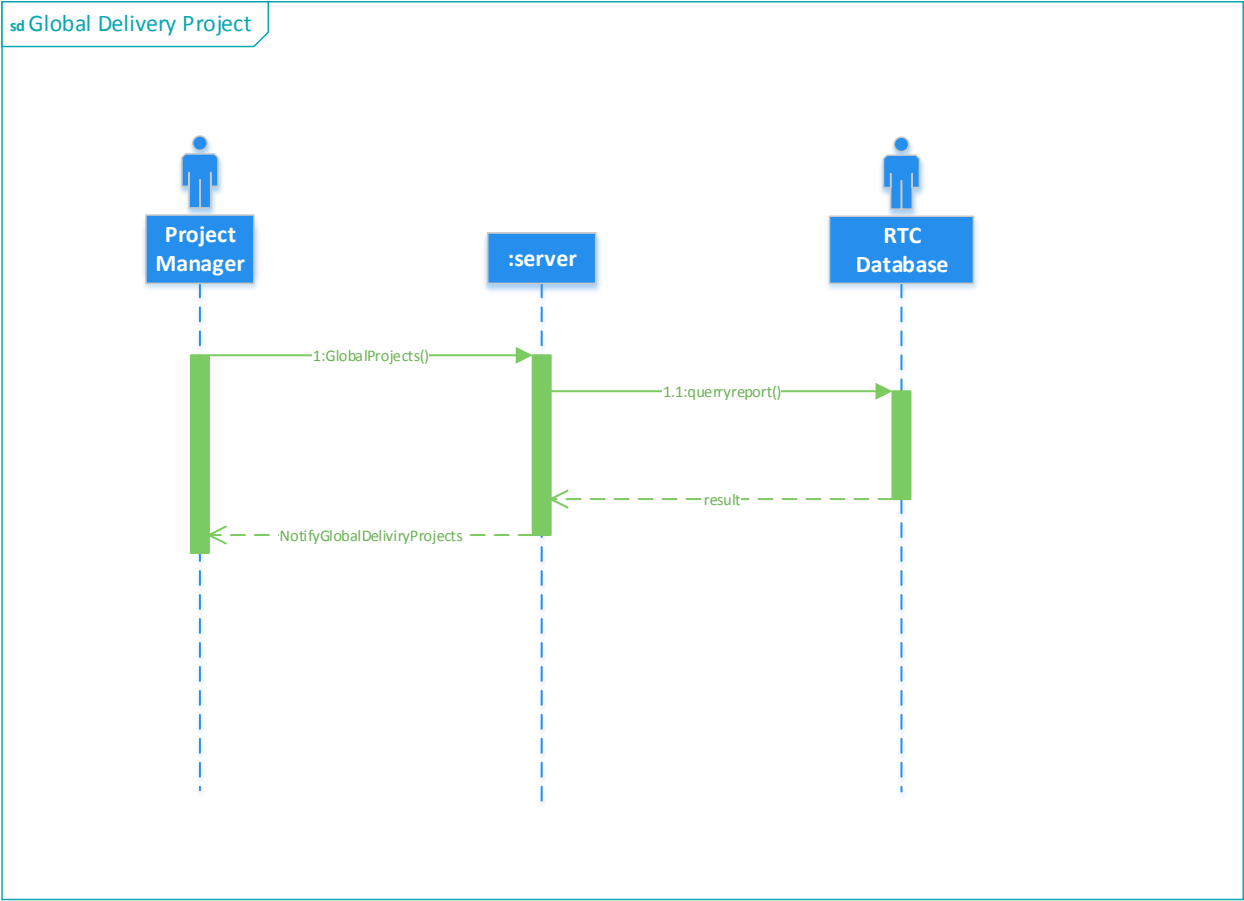 sd Global Delivery Project
Project
Manager
:server
RTC
Database
1:GlobalProjects()
1.1:querryreport()
result
NotifyGlobalDeliviryProjects